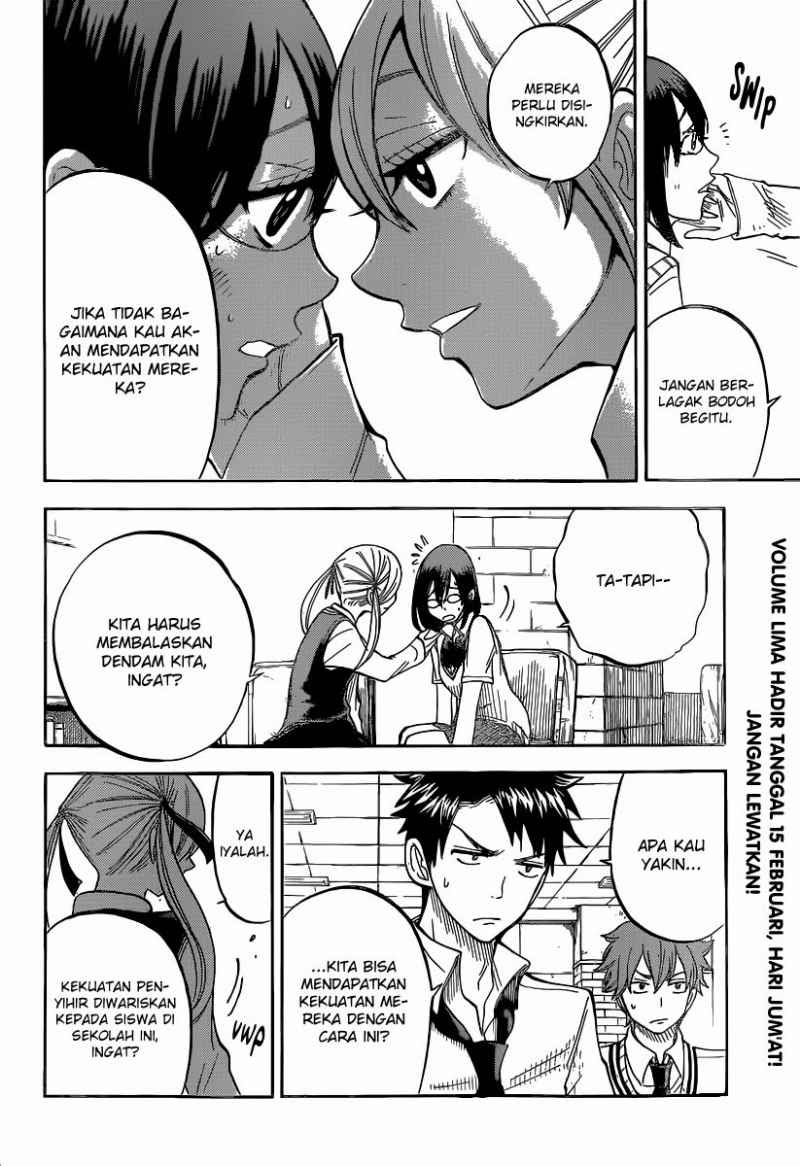 SWIP
JANGAN BER-
LAGAK BODOH
BEGITU.
MEREKA
PERLU DISI-
NGKIRKAN.
JIKA TIDAK BA-
GAIMANA KAU AK-
AN MENDAPATKAN
KEKUATAN MERE-
KA?
TA-TAPI--
KITA HARUS
MEMBALASKAN
DENDAM KITA,
INGAT?
APA KAU
YAKIN...
...KITA BISA
MENDAPATKAN
KEKUATAN ME-
REKA DENGAN
CARA INI?
YA
IYALAH.
KEKUATAN PEN-
YIHIR DIWARISKAN
KEPADA SISWA DI
SEKOLAH INI,
INGAT?
VWP
VOLUME LIMA HADIR TANGGAL 15 FEBRUARI, HARI JUM'AT!
JANGAN LEWATKAN!